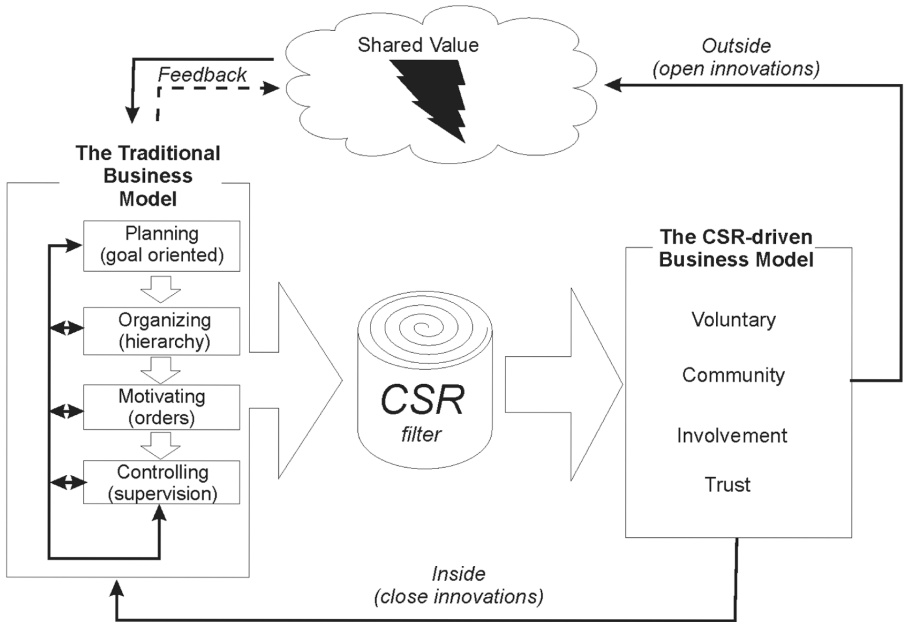 Shared Value
Outside
(open innovations)
Feedback
The Traditional
Business
Model
Planning
(goal oriented)
Organizing
(hierarchy)
Motivating
(orders)
Controlling
(supervision)
CSR
filter
The CSR-driven
Business Model
Voluntary
Community
Involvement
Trust
Inside
(close innovations)